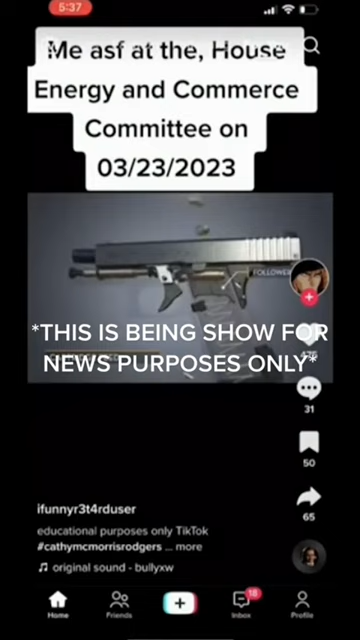 5:37
Me asf at the, House
Energy and Commerce
Committee on
03/23/2023
FOLLOWER
*THIS IS BEING SHOW FOR
NEWS PURPOSES ONLY*
31
50
65
ifunnyr3t4rduser
educational purposes only TikTok
#cathymcmorrisrodgers ... more
original sound - bullyxw
18
Home
Friends
Inbox
Profile